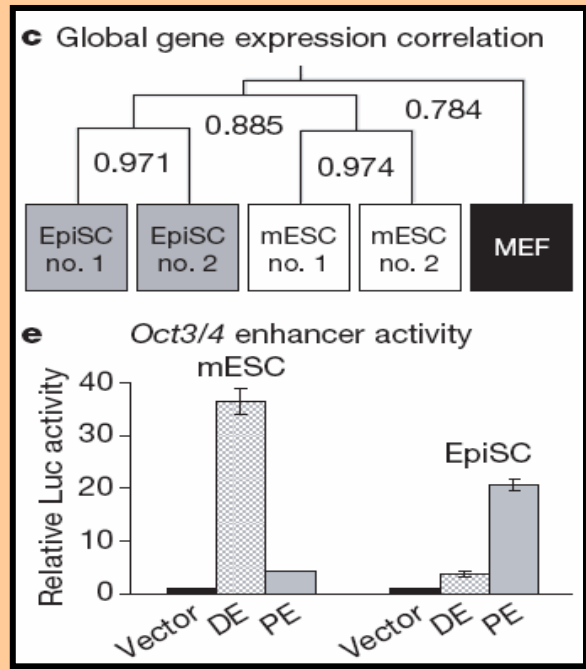 c Global gene expression correlation
0.784
0.885
0.971
0.974
EpiSC no. 1
EpiSC no. 2
mESC no. 1
mESC no. 2
MEF
e Oct3/4 enhancer activity
mESC
EpiSC
Relative Luc activity
40
30
20
10
0
Vector DE PE Vector DE PE